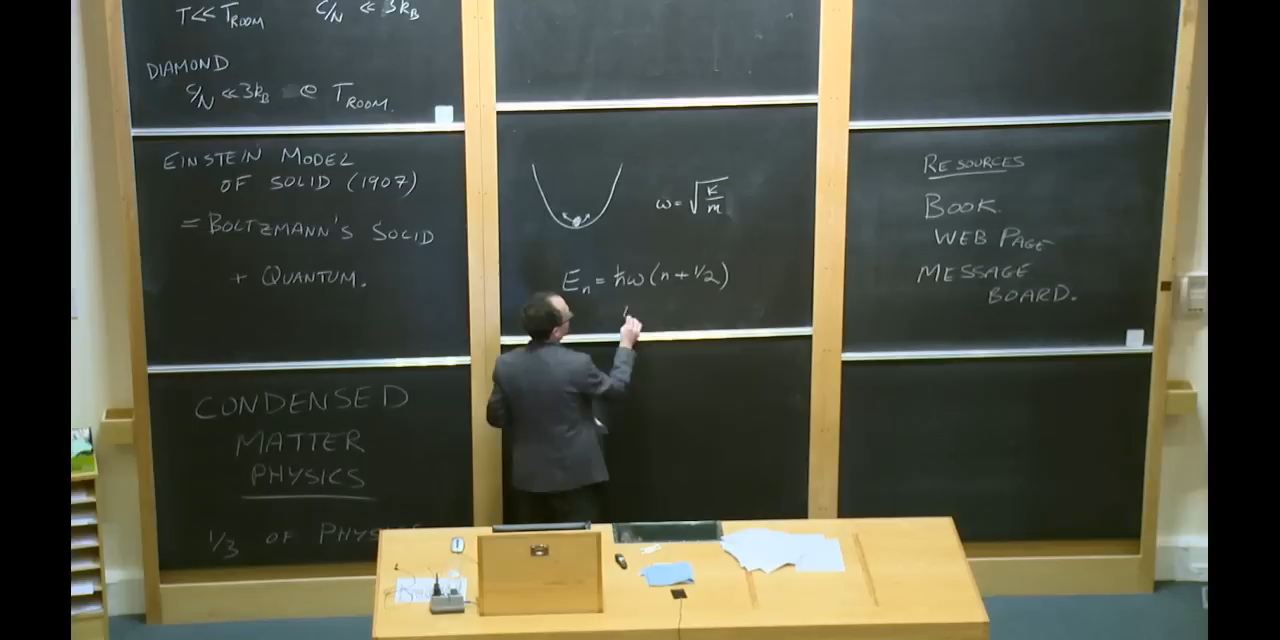 T ≪ T_ROOM   C/N ≪ 3k_B
DIAMOND
C/N ≪ 3k_B @ T_ROOM.
EINSTEIN MODEL
OF SOLID (1907)
= BOLTZMANN'S SOLID
+ QUANTUM.
CONDENSED
MATTER
PHYSICS
1/3 OF PHYSICS
ω = √(κ/m)
E_n = ħω(n + 1/2)
RESOURCES
BOOK
WEB PAGE
MESSAGE
BOARD.